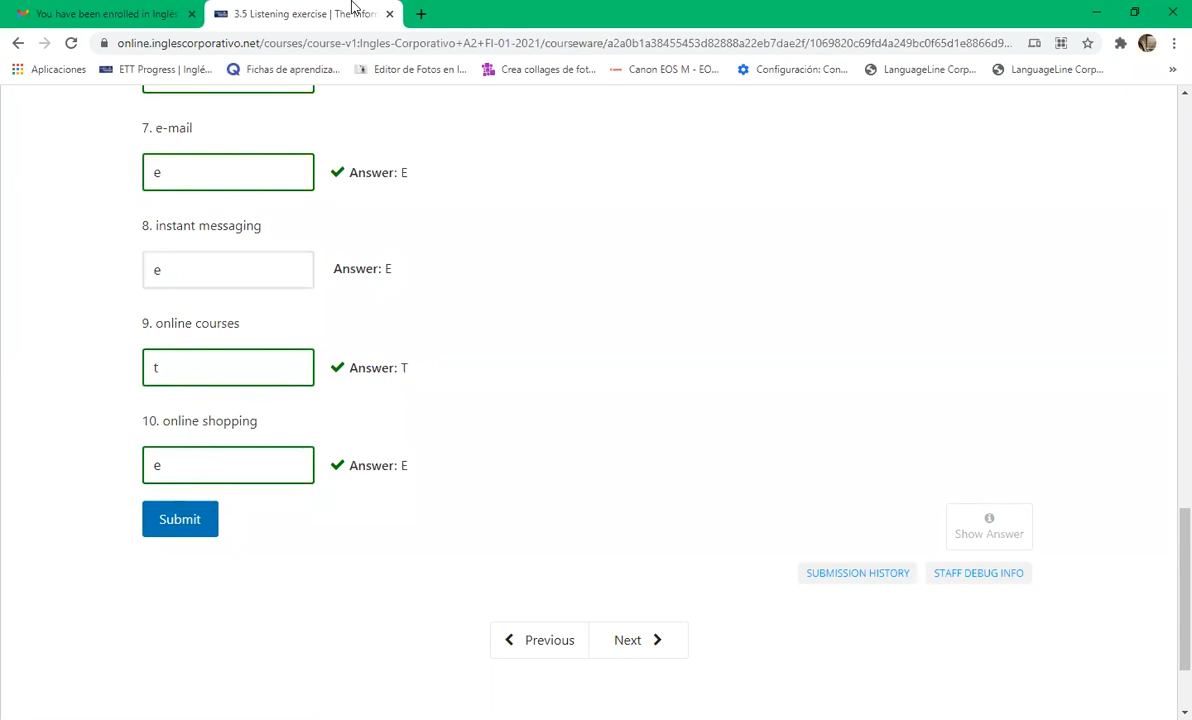 You have been enrolled in Inglés
3.5 Listening exercise | The Inform
online.inglescorporativo.net/courses/course-v1:Ingles-Corporativo+A2+FI-01-2021/courseware/a2a0b1a38455453d82888a22eb7dae2f/1069820c69fd4a249bc0f65d1e8866d9...
Aplicaciones
ETT Progress | Inglé...
Fichas de aprendiza...
Editor de Fotos en l...
Crea collages de fot...
Canon EOS M - EO...
Configuración: Con...
LanguageLine Corp...
LanguageLine Corp...
»
7. e-mail
e
Answer: E
8. instant messaging
e
Answer: E
9. online courses
t
Answer: T
10. online shopping
e
Answer: E
Submit
Show Answer
SUBMISSION HISTORY
STAFF DEBUG INFO
Previous
Next